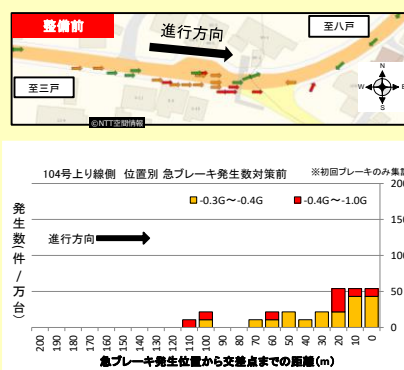 整備前
進行方向
至八戸
至三戸
N
W E
S
©NTT空間情報
104号上り線側 位置別 急ブレーキ発生数対策前 ※初回ブレーキのみ集
-0.3G～-0.4G -0.4G～-1.0G
進行方向
発生数(件/万台)
200
150
100
50
0
200 190 180 170 160 150 140 130 120 110 100 90 80 70 60 50 40 30 20 10 0
急ブレーキ発生位置から交差点までの距離(m)